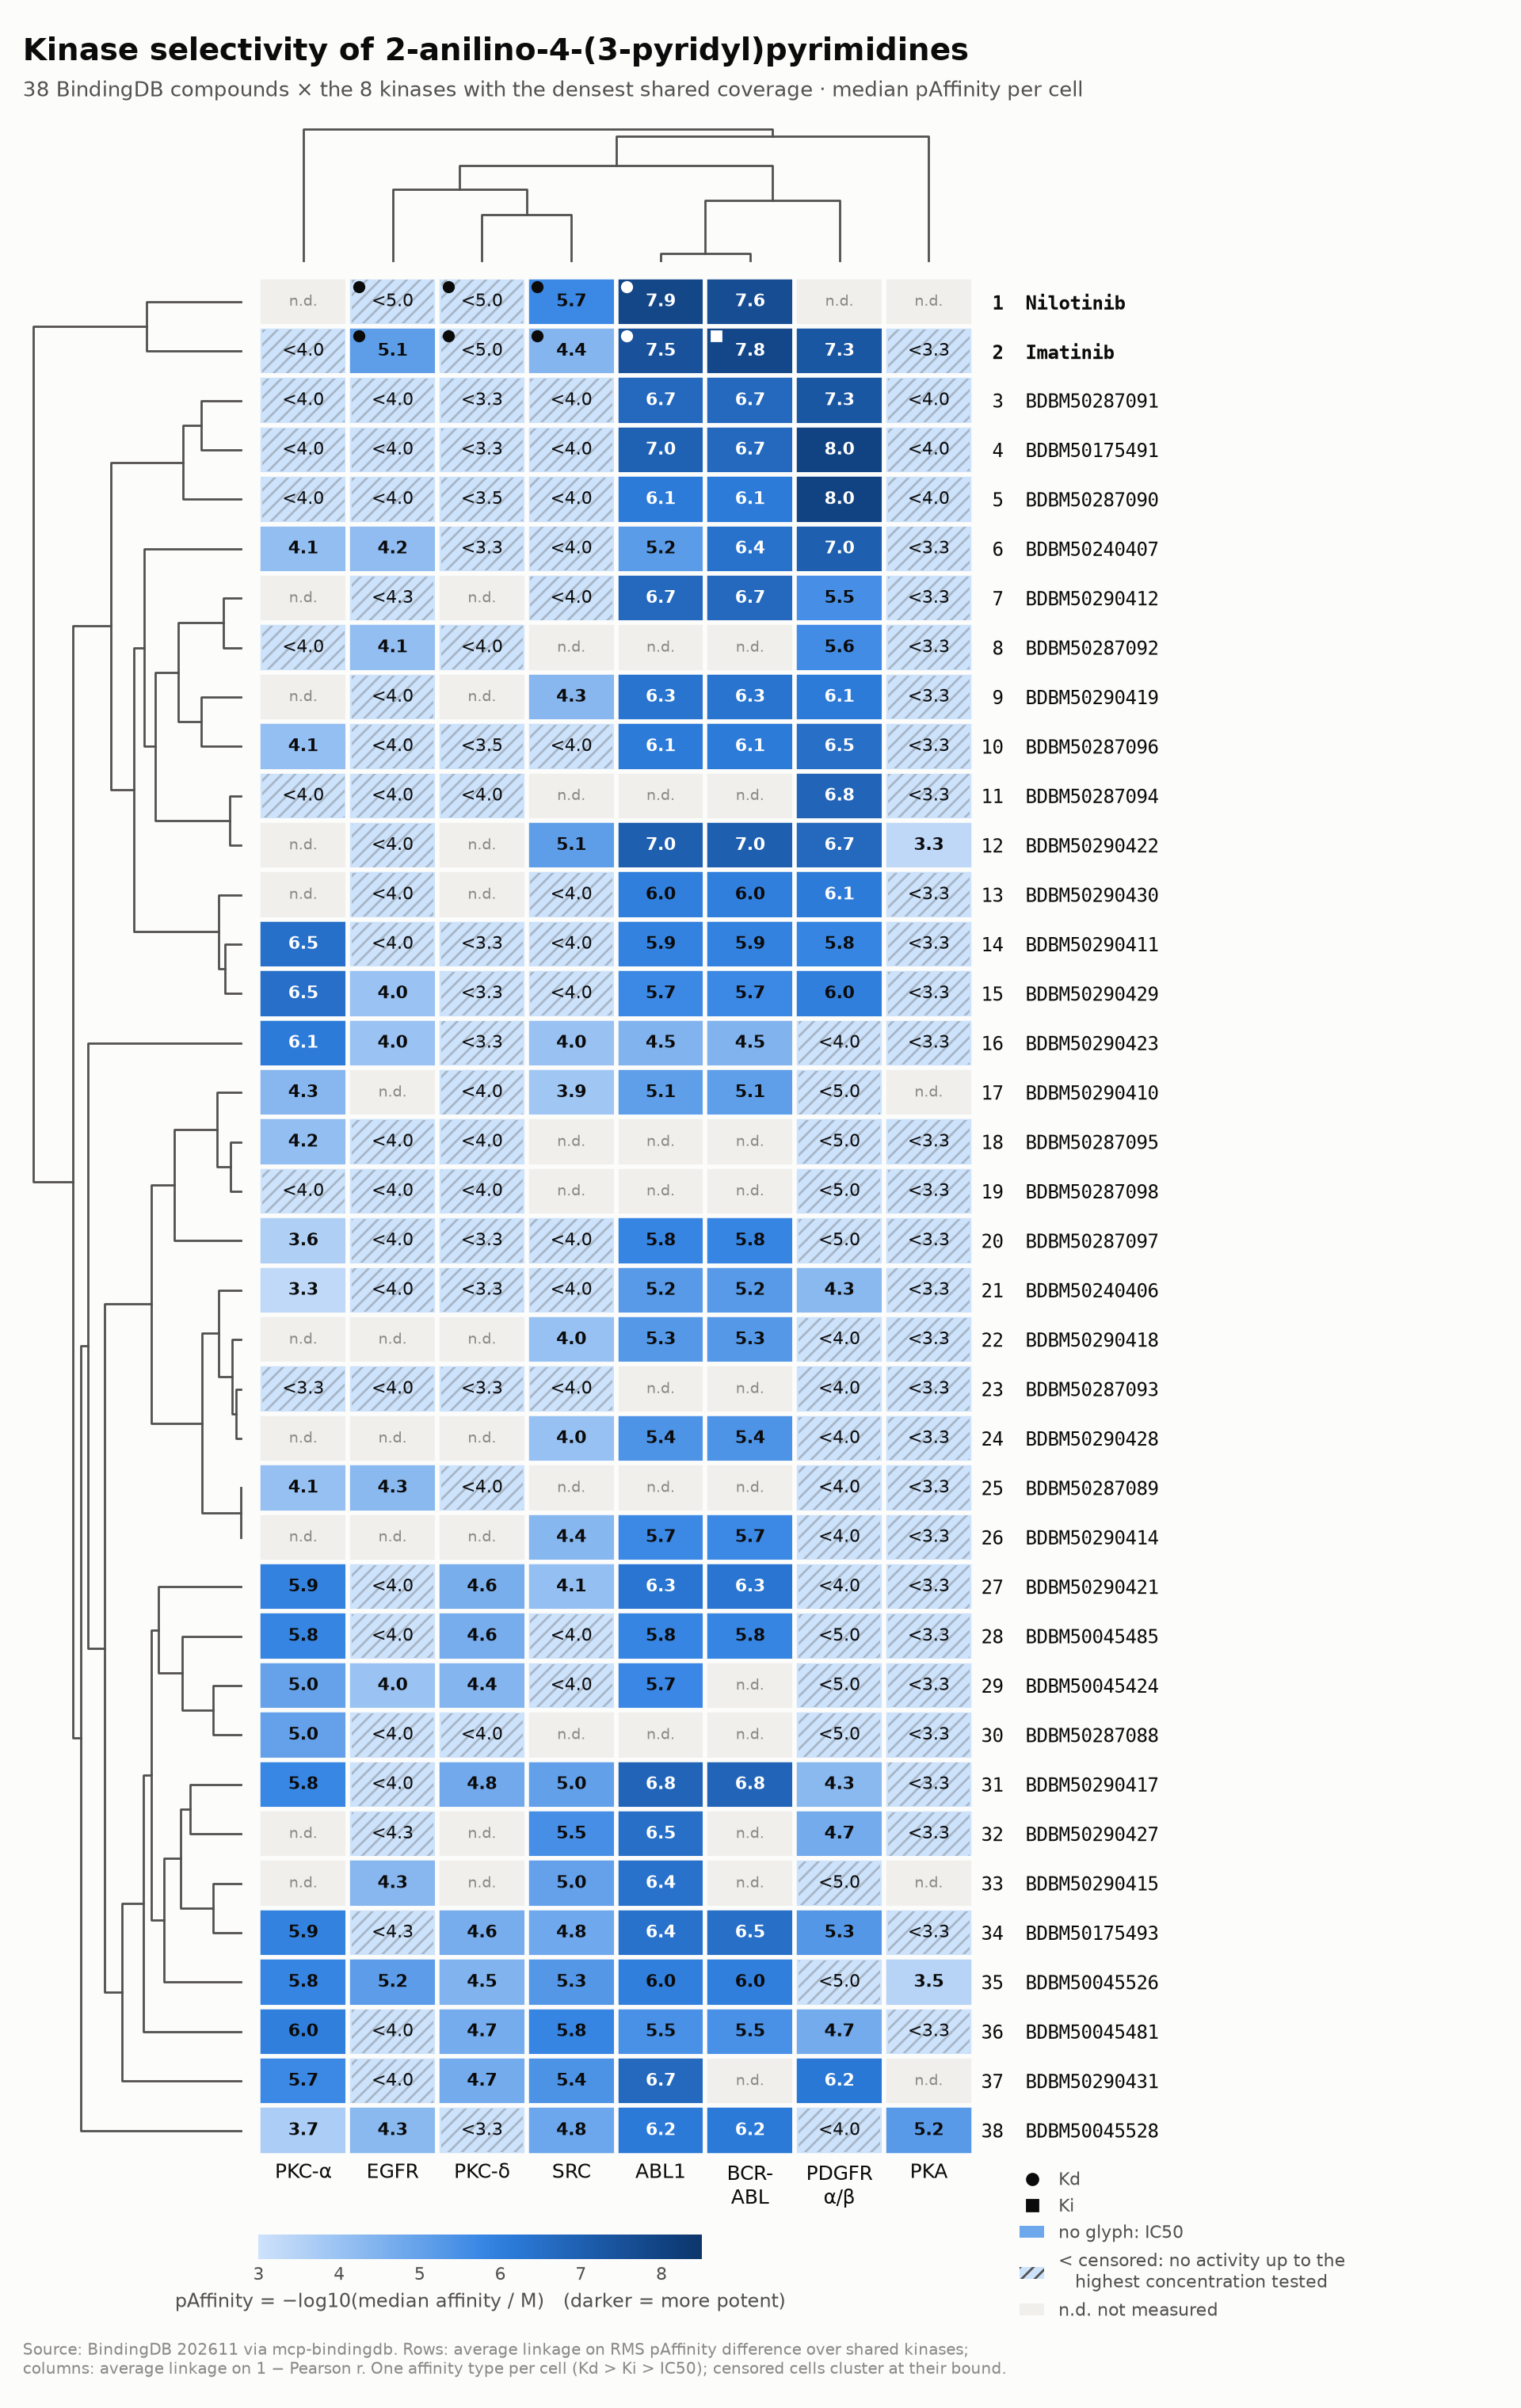 Kinase selectivity of 2-anilino-4-(3-pyridyl)pyrimidines
38 BindingDB compounds × the 8 kinases with the densest shared coverage · median pAffinity per cell
n.d. <5.0 <5.0 5.7 7.9 7.6 n.d. n.d. 1 Nilotinib
<4.0 5.1 <5.0 4.4 7.5 7.8 7.3 <3.3 2 Imatinib
<4.0 <4.0 <3.3 <4.0 6.7 6.7 7.3 <4.0 3 BDBM50287091
<4.0 <4.0 <3.3 <4.0 7.0 6.7 8.0 <4.0 4 BDBM50175491
<4.0 <4.0 <3.5 <4.0 6.1 6.1 8.0 <4.0 5 BDBM50287090
4.1 4.2 <3.3 <4.0 5.2 6.4 7.0 <3.3 6 BDBM50240407
n.d. <4.3 n.d. <4.0 6.7 6.7 5.5 <3.3 7 BDBM50290412
<4.0 4.1 <4.0 n.d. n.d. n.d. 5.6 <3.3 8 BDBM50287092
n.d. <4.0 n.d. 4.3 6.3 6.3 6.1 <3.3 9 BDBM50290419
4.1 <4.0 <3.5 <4.0 6.1 6.1 6.5 <3.3 10 BDBM50287096
<4.0 <4.0 <4.0 n.d. n.d. n.d. 6.8 <3.3 11 BDBM50287094
n.d. <4.0 n.d. 5.1 7.0 7.0 6.7 3.3 12 BDBM50290422
n.d. <4.0 n.d. <4.0 6.0 6.0 6.1 <3.3 13 BDBM50290430
6.5 <4.0 <3.3 <4.0 5.9 5.9 5.8 <3.3 14 BDBM50290411
6.5 4.0 <3.3 <4.0 5.7 5.7 6.0 <3.3 15 BDBM50290429
6.1 4.0 <3.3 4.0 4.5 4.5 <4.0 <3.3 16 BDBM50290423
4.3 n.d. <4.0 3.9 5.1 5.1 <5.0 n.d. 17 BDBM50290410
4.2 <4.0 <4.0 n.d. n.d. n.d. <5.0 <3.3 18 BDBM50287095
<4.0 <4.0 <4.0 n.d. n.d. n.d. <5.0 <3.3 19 BDBM50287098
3.6 <4.0 <3.3 <4.0 5.8 5.8 <5.0 <3.3 20 BDBM50287097
3.3 <4.0 <3.3 <4.0 5.2 5.2 4.3 <3.3 21 BDBM50240406
n.d. n.d. n.d. 4.0 5.3 5.3 <4.0 <3.3 22 BDBM50290418
<3.3 <4.0 <3.3 <4.0 n.d. n.d. <4.0 <3.3 23 BDBM50287093
n.d. n.d. n.d. 4.0 5.4 5.4 <4.0 <3.3 24 BDBM50290428
4.1 4.3 <4.0 n.d. n.d. n.d. <4.0 <3.3 25 BDBM50287089
n.d. n.d. n.d. 4.4 5.7 5.7 <4.0 <3.3 26 BDBM50290414
5.9 <4.0 4.6 4.1 6.3 6.3 <4.0 <3.3 27 BDBM50290421
5.8 <4.0 4.6 <4.0 5.8 5.8 <5.0 <3.3 28 BDBM50045485
5.0 4.0 4.4 <4.0 5.7 n.d. <5.0 <3.3 29 BDBM50045424
5.0 <4.0 <4.0 n.d. n.d. n.d. <5.0 <3.3 30 BDBM50287088
5.8 <4.0 4.8 5.0 6.8 6.8 4.3 <3.3 31 BDBM50290417
n.d. <4.3 n.d. 5.5 6.5 n.d. 4.7 <3.3 32 BDBM50290427
n.d. 4.3 n.d. 5.0 6.4 n.d. <5.0 n.d. 33 BDBM50290415
5.9 <4.3 4.6 4.8 6.4 6.5 5.3 <3.3 34 BDBM50175493
5.8 5.2 4.5 5.3 6.0 6.0 <5.0 3.5 35 BDBM50045526
6.0 <4.0 4.7 5.8 5.5 5.5 4.7 <3.3 36 BDBM50045481
5.7 <4.0 4.7 5.4 6.7 n.d. 6.2 n.d. 37 BDBM50290431
3.7 4.3 <3.3 4.8 6.2 6.2 <4.0 5.2 38 BDBM50045528
PKC-α EGFR PKC-δ SRC ABL1 BCR-ABL PDGFR α/β PKA
Kd
Ki
no glyph: IC50
< censored: no activity up to the
highest concentration tested
n.d. not measured
3 4 5 6 7 8
pAffinity = −log10(median affinity / M) (darker = more potent)
Source: BindingDB 202611 via mcp-bindingdb. Rows: average linkage on RMS pAffinity difference over shared kinases;
columns: average linkage on 1 − Pearson r. One affinity type per cell (Kd > Ki > IC50); censored cells cluster at their bound.